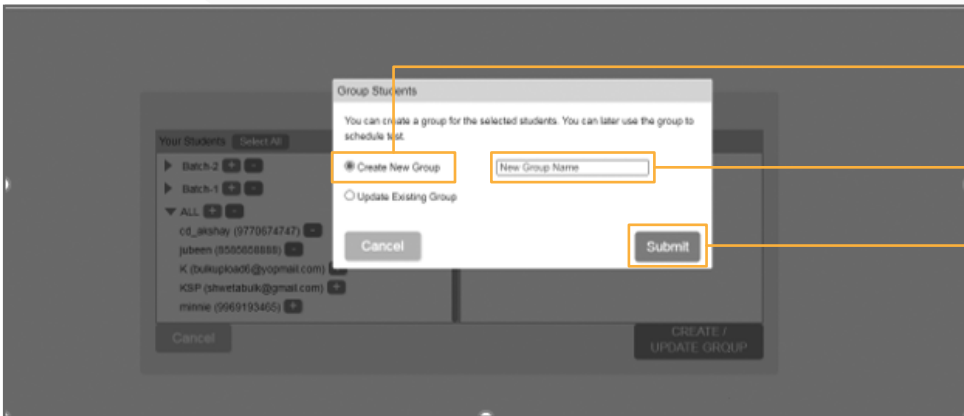 Group Students
You can create a group for the selected students. You can later use the group to
schedule test.
Create New Group
New Group Name
Update Existing Group
Cancel
Submit
Your Students
Select All
Batch-2 + -
Batch-1 + -
ALL + -
cd_akshay (9770674747) -
jubeen (8585858888) -
K (bulkupload6@yopmail.com) +
KSP (shwetabulk@gmail.com) +
minnie (9969193465) +
Cancel
CREATE /
UPDATE GROUP